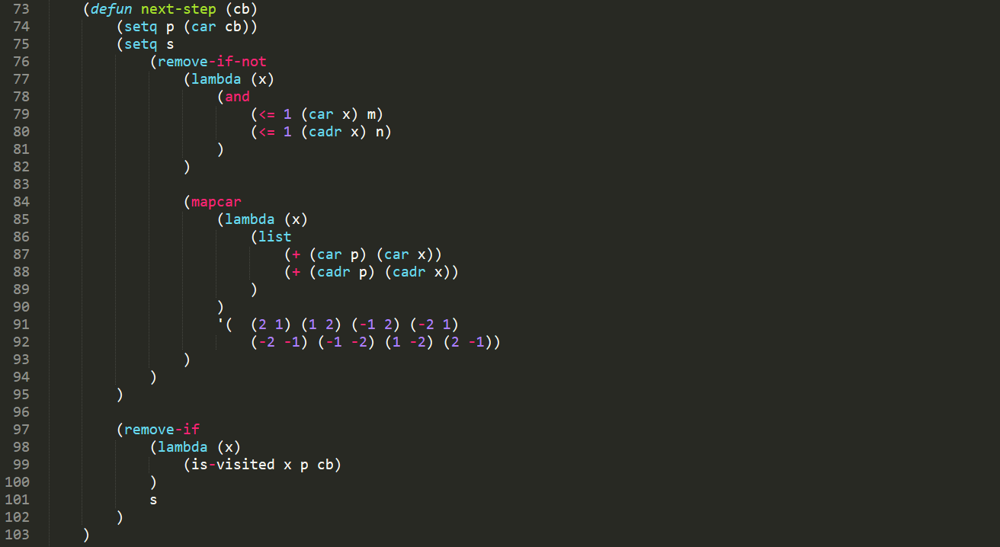 73 (defun next-step (cb)
74 (setq p (car cb))
75 (setq s
76 (remove-if-not
77 (lambda (x)
78 (and
79 (<= 1 (car x) m)
80 (<= 1 (cadr x) n)
81 )
82 )
83
84 (mapcar
85 (lambda (x)
86 (list
87 (+ (car p) (car x))
88 (+ (cadr p) (cadr x))
89 )
90 )
91 '( (2 1) (1 2) (-1 2) (-2 1)
92 (-2 -1) (-1 -2) (1 -2) (2 -1))
93 )
94 )
95 )
96
97 (remove-if
98 (lambda (x)
99 (is-visited x p cb)
100 )
101 s
102 )
103 )